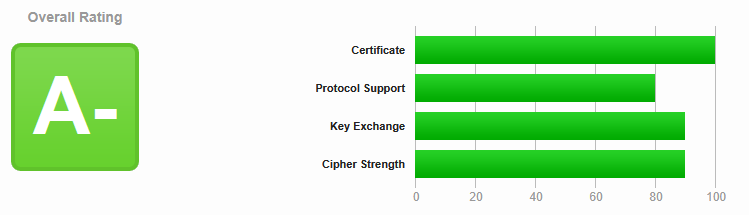 Overall Rating
A-
Certificate
Protocol Support
Key Exchange
Cipher Strength
0 20 40 60 80 100